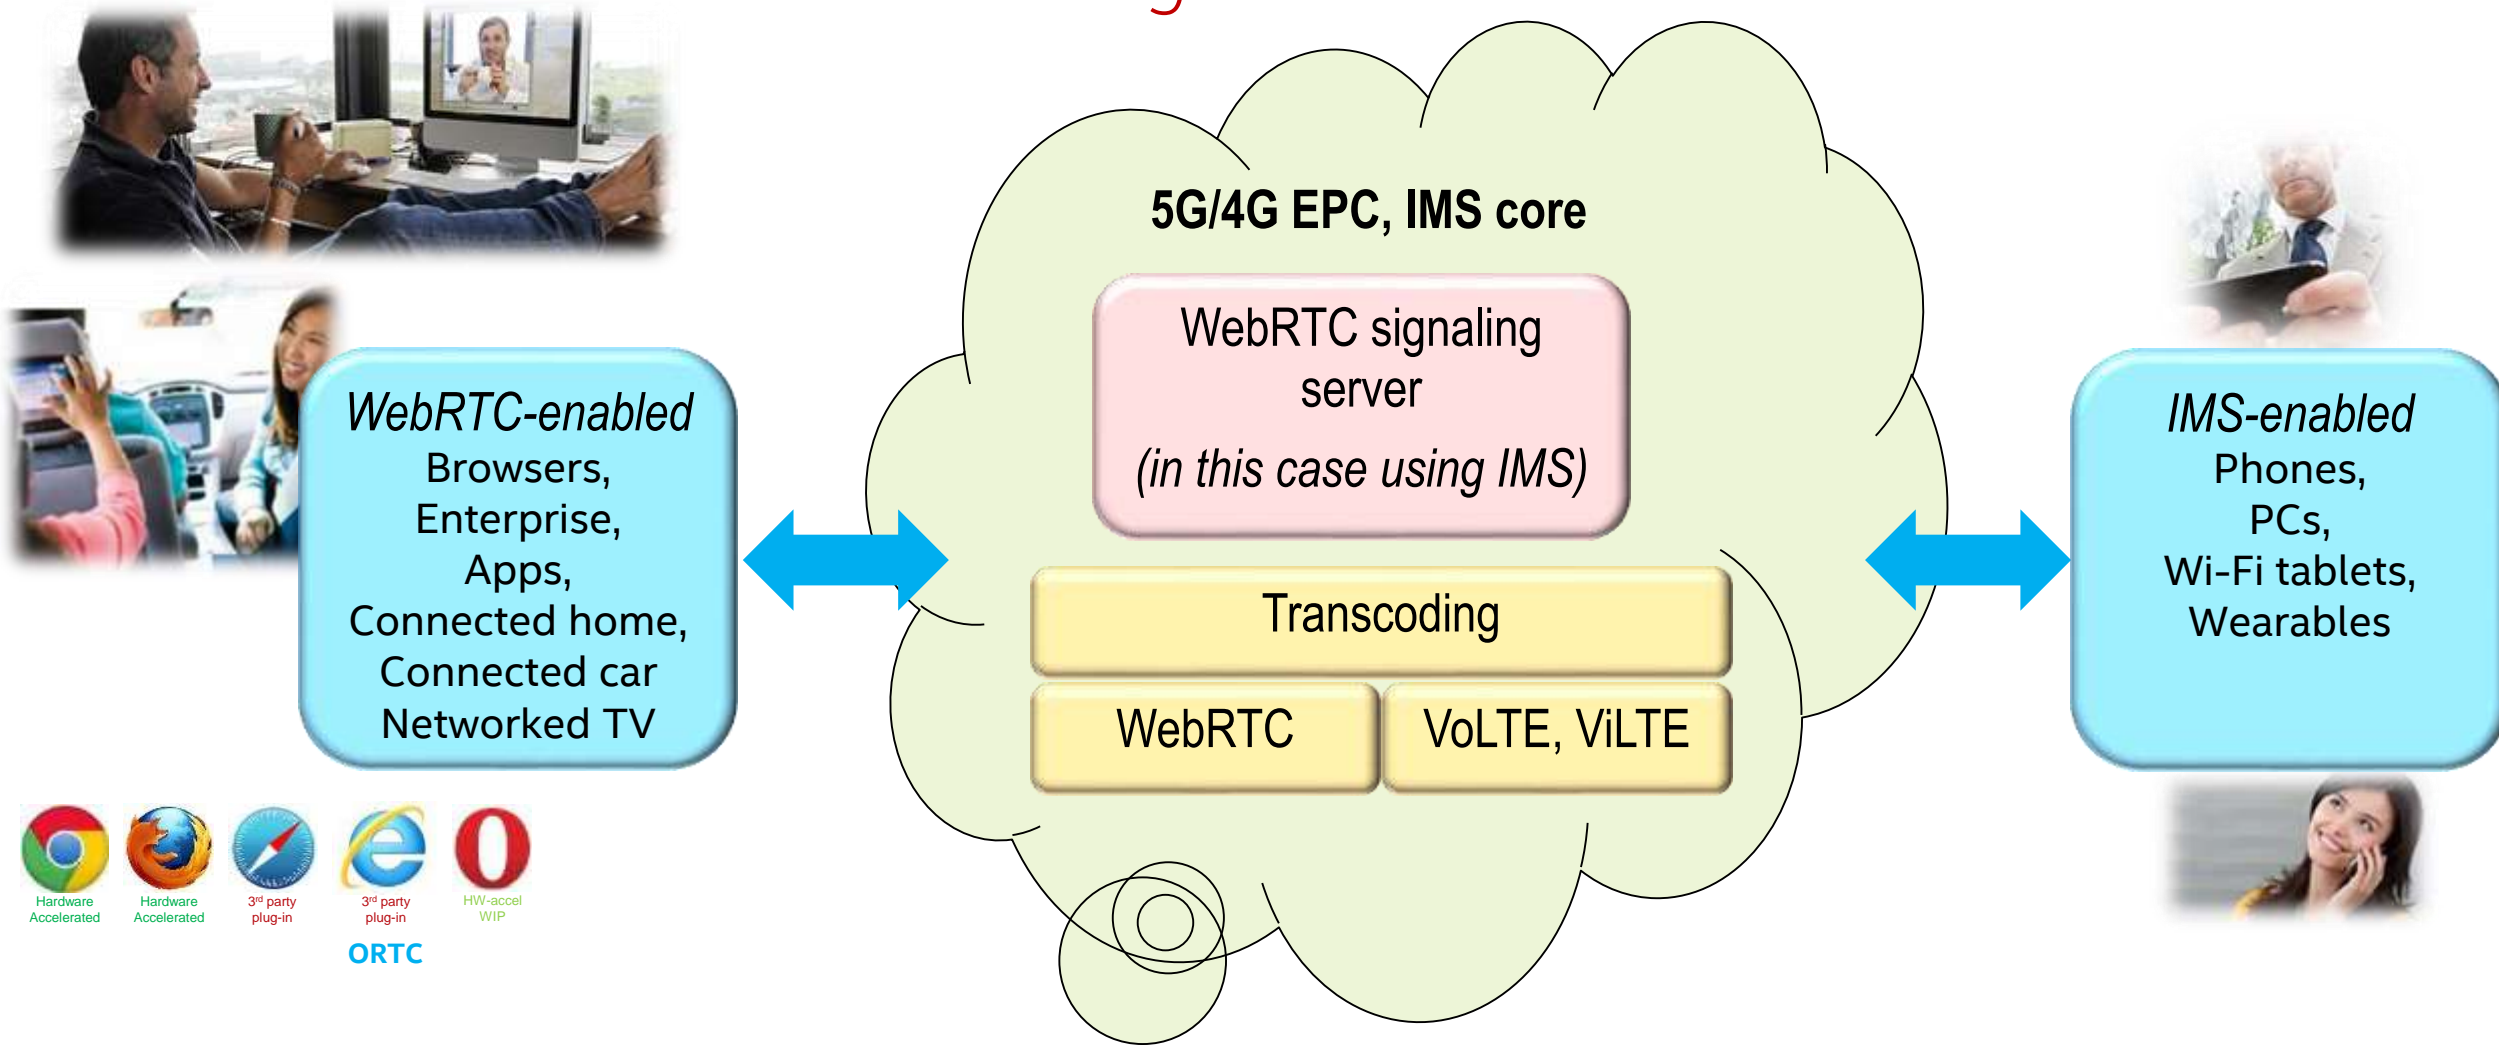 5G/4G EPC, IMS core
WebRTC signaling
server
(in this case using IMS)
Transcoding
WebRTC
VoLTE, ViLTE
WebRTC-enabled
Browsers,
Enterprise,
Apps,
Connected home,
Connected car
Networked TV
IMS-enabled
Phones,
PCs,
Wi-Fi tablets,
Wearables
Hardware
Accelerated
Hardware
Accelerated
3rd party
plug-in
3rd party
plug-in
HW-accel
WIP
ORTC